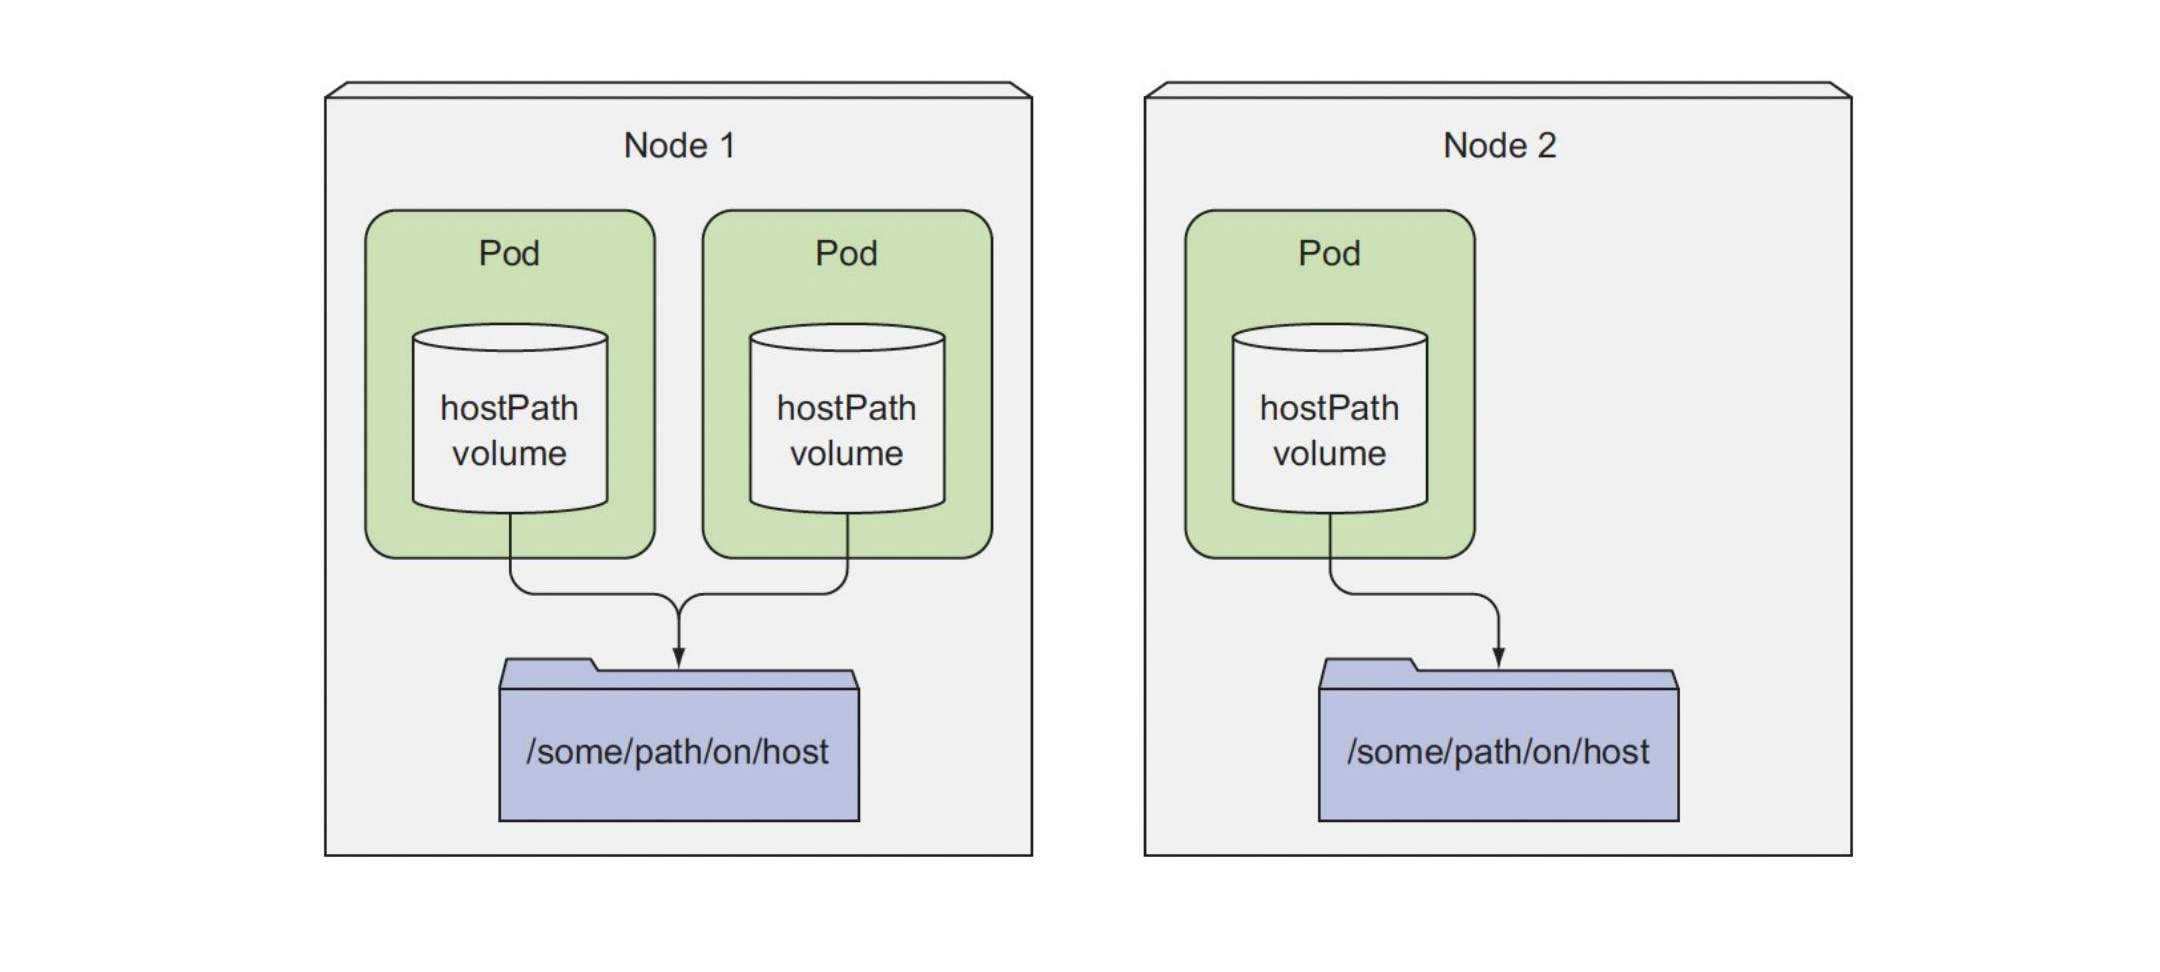 Node 1
Pod
Pod
hostPath
volume
hostPath
volume
/some/path/on/host
Node 2
Pod
hostPath
volume
/some/path/on/host